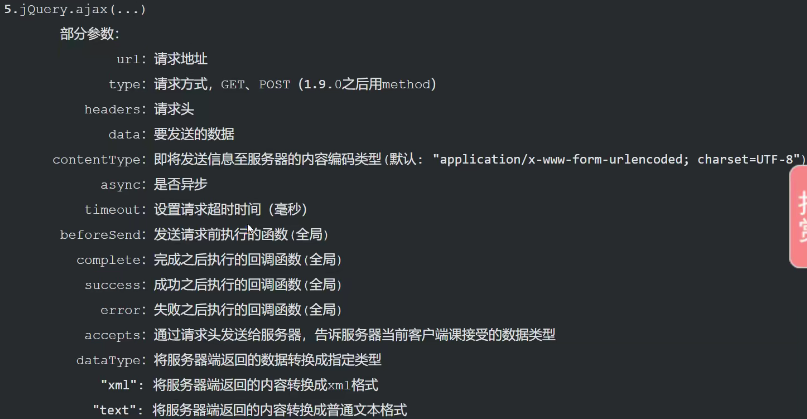 5.jQuery.ajax(...)
部分参数：
url：请求地址
type：请求方式，GET、POST（1.9.0之后用method）
headers：请求头
data：要发送的数据
contentType：即将发送信息至服务器的内容编码类型(默认: "application/x-www-form-urlencoded; charset=UTF-8")
async：是否异步
timeout：设置请求超时时间（毫秒）
beforeSend：发送请求前执行的函数(全局)
complete：完成之后执行的回调函数(全局)
success：成功之后执行的回调函数(全局)
error：失败之后执行的回调函数(全局)
accepts：通过请求头发送给服务器，告诉服务器当前客户端课接受的数据类型
dataType：将服务器端返回的数据转换成指定类型
"xml": 将服务器端返回的内容转换成xml格式
"text": 将服务器端返回的内容转换成普通文本格式